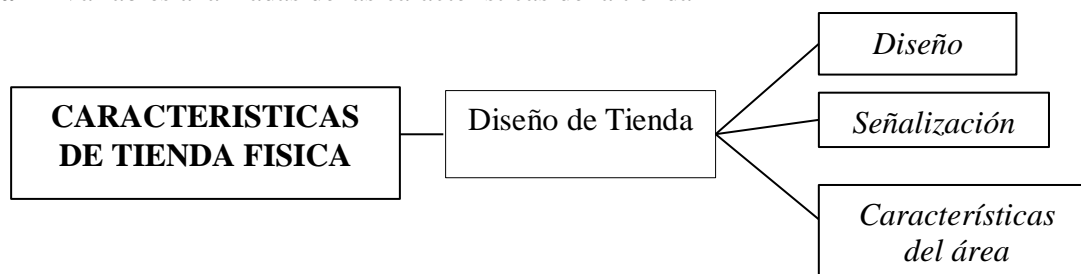 Diseño
CARACTERISTICAS
DE TIENDA FISICA
Diseño de Tienda
Señalización
Características
del área